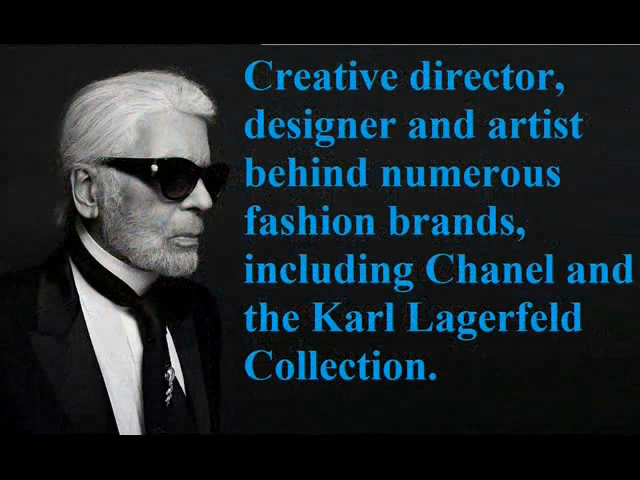 Creative director,
designer and artist
behind numerous
fashion brands,
including Chanel and
the Karl Lagerfeld
Collection.